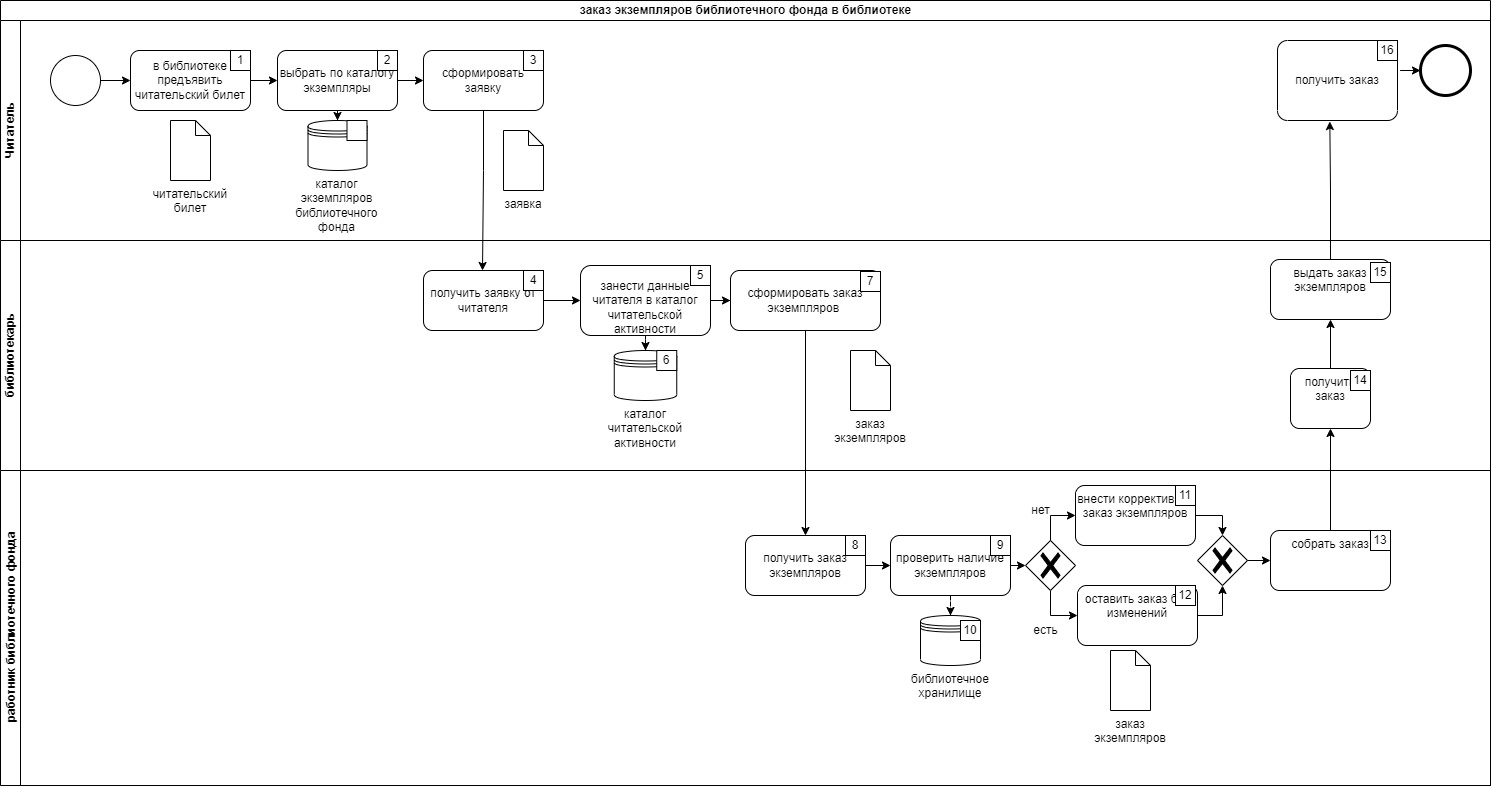 заказ экземпляров библиотечного фонда в библиотеке
Читатель
1
в библиотеке
предъявить
читательский билет
читательский
билет
2
выбрать по каталогу
экземпляры
каталог
экземпляров
библиотечного
фонда
3
сформировать
заявку
заявка
16
получить заказ
библиотекарь
4
получить заявку от
читателя
5
занести данные
читателя в каталог
читательской
активности
6
каталог
читательской
активности
7
сформировать заказ
экземпляров
заказ
экземпляров
15
выдать заказ
экземпляров
14
получит
заказ
работник библиотечного фонда
8
получить заказ
экземпляров
9
проверить наличие
экземпляров
10
библиотечное
хранилище
нет
есть
11
внести корректив
заказ экземпляров
12
оставить заказ б
изменений
заказ
экземпляров
13
собрать заказ